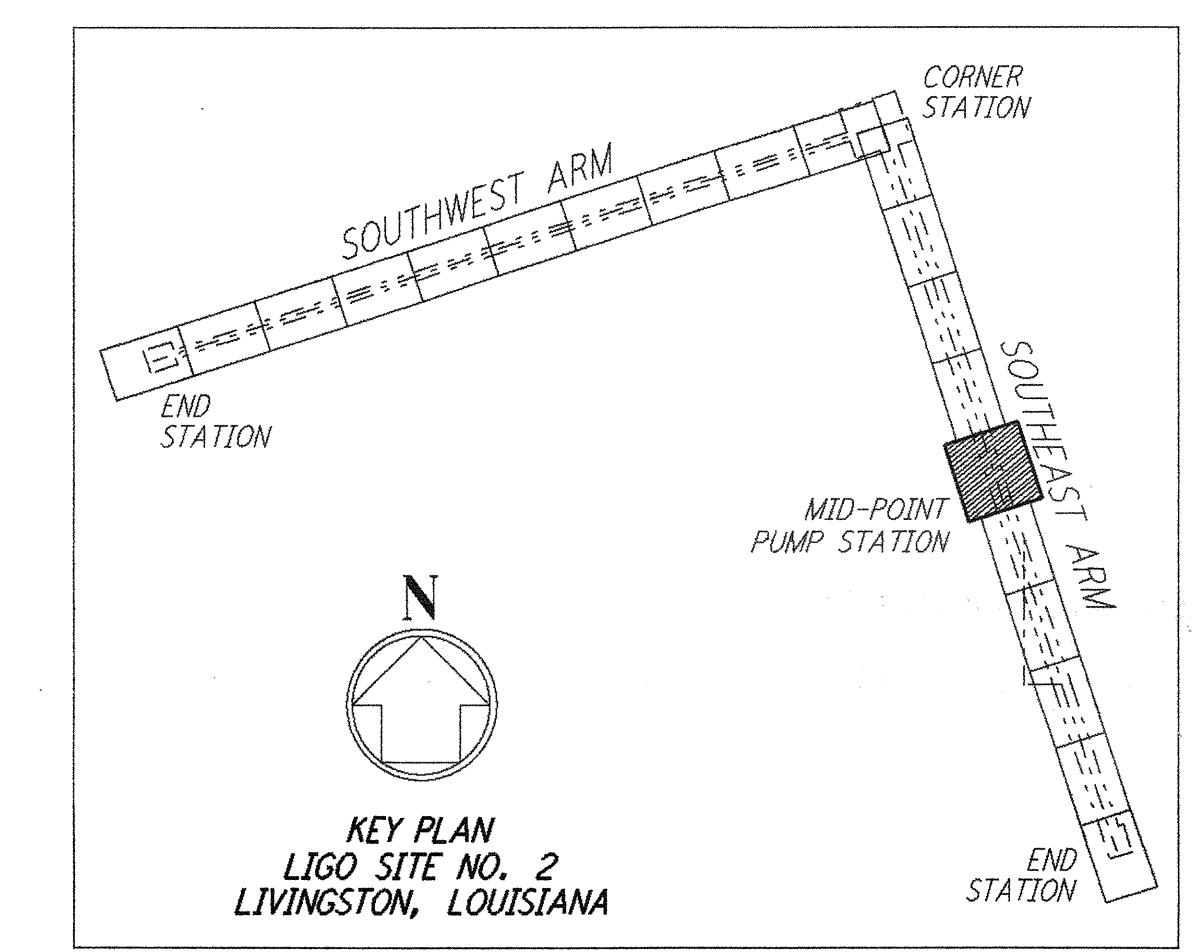 CORNER
STATION
SOUTHWEST ARM
END
STATION
SOUTHEAST ARM
MID-POINT
PUMP STATION
N
KEY PLAN
LIGO SITE NO. 2
LIVINGSTON, LOUISIANA
END
STATION